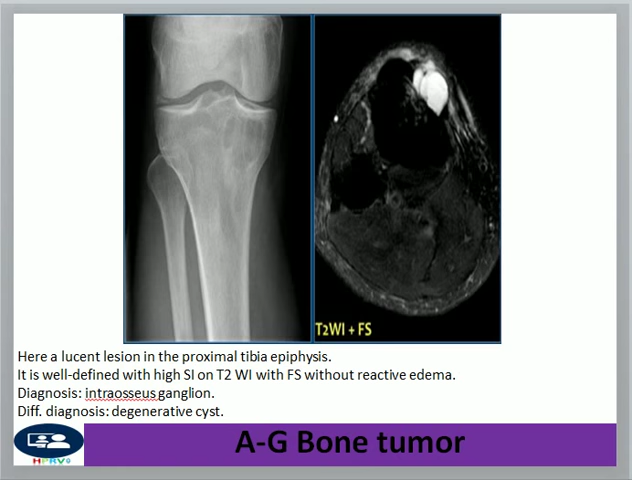 T2WI + FS
Here a lucent lesion in the proximal tibia epiphysis.
It is well-defined with high SI on T2 WI with FS without reactive edema.
Diagnosis: intraosseus ganglion.
Diff. diagnosis: degenerative cyst.
A-G Bone tumor
HPRV